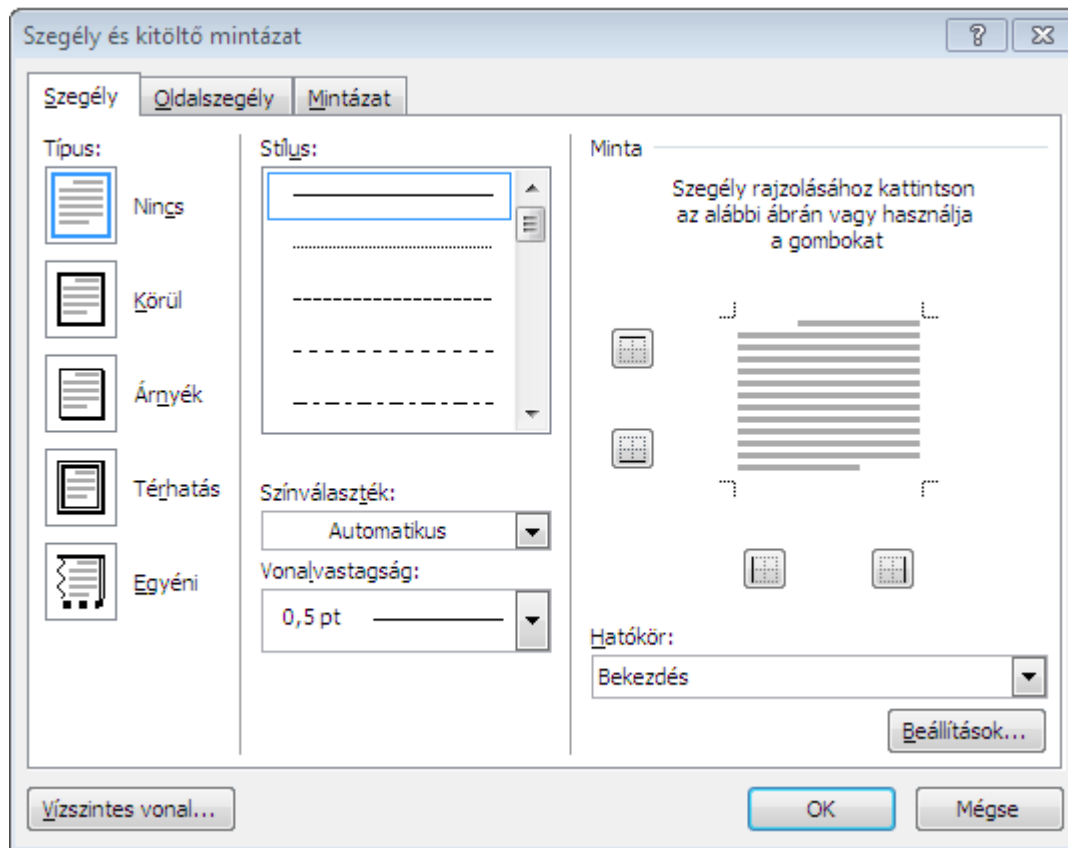 Szegély és kitöltő mintázat
Szegély
Oldalszegély
Mintázat
Típus:
Nincs
Körül
Árnyék
Térhatás
Egyéni
Stílus:
Színválaszték:
Automatikus
Vonalvastagság:
0,5 pt
Minta
Szegély rajzolásához kattintson
az alábbi ábrán vagy használja
a gombokat
Hatókör:
Bekezdés
Beállítások...
Vízszintes vonal...
OK
Mégse